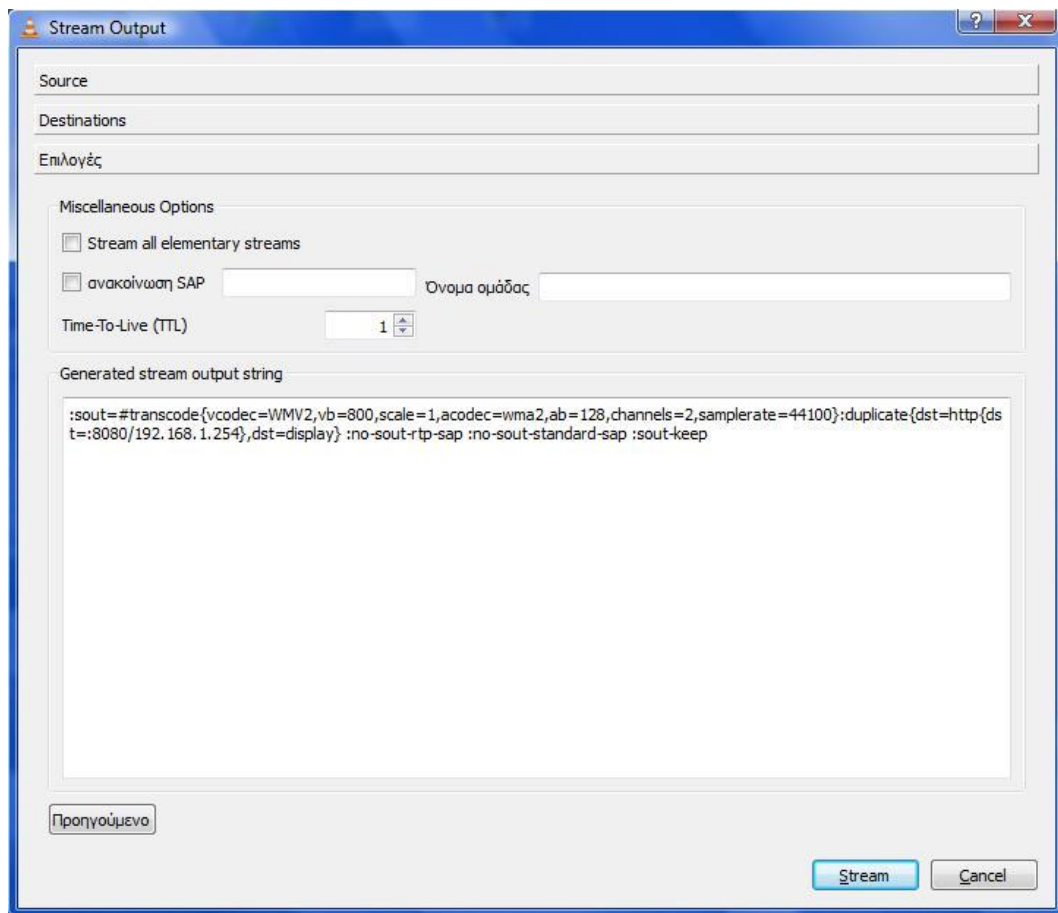 Stream Output
Source
Destinations
Επιλογές
Miscellaneous Options
Stream all elementary streams
ανακοίνωση SAP Όνομα ομάδας
Time-To-Live (TTL) 1
Generated stream output string
:sout=#transcode{vcodec=WMV2,vb=800,scale=1,acodec=wma2,ab=128,channels=2,samplerate=44100}:duplicate{dst=http{ds
t=:8080/192.168.1.254},dst=display} :no-sout-rtp-sap :no-sout-standard-sap :sout-keep
Προηγούμενο
Stream Cancel